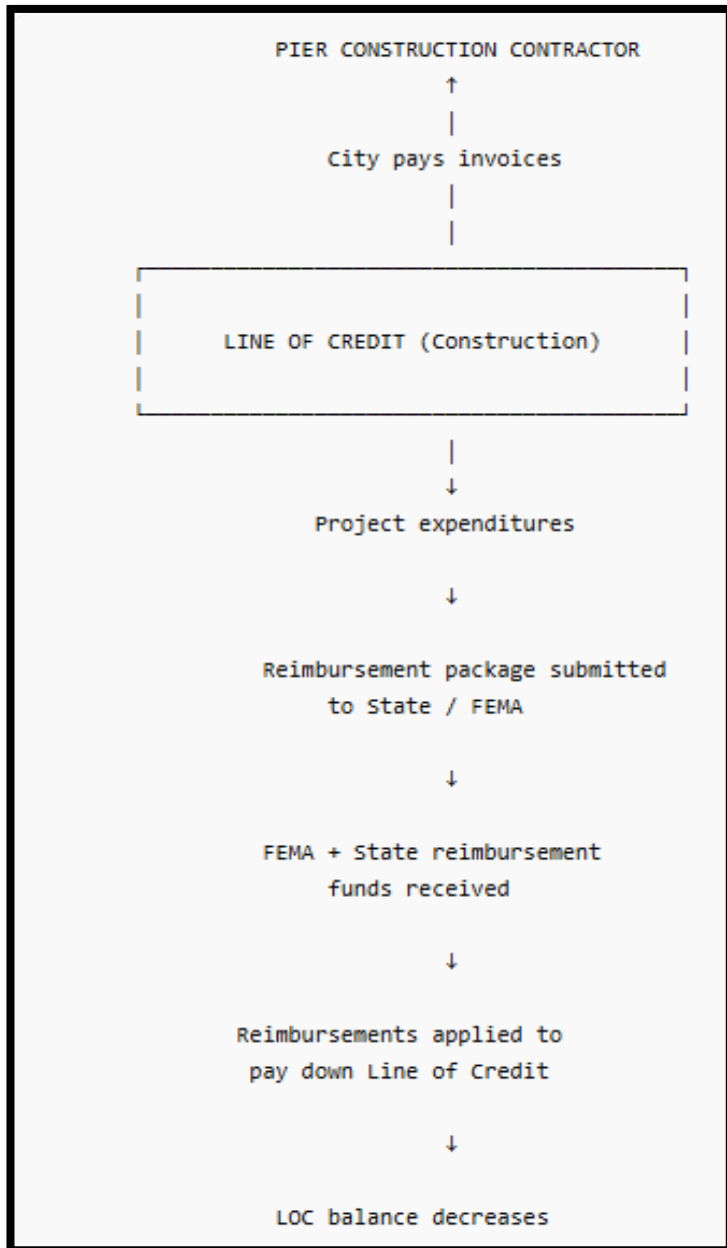 PIER CONSTRUCTION CONTRACTOR
↑
|
City pays invoices
|
|
LINE OF CREDIT (Construction)
|
↓
Project expenditures
↓
Reimbursement package submitted
to State / FEMA
↓
FEMA + State reimbursement
funds received
↓
Reimbursements applied to
pay down Line of Credit
↓
LOC balance decreases